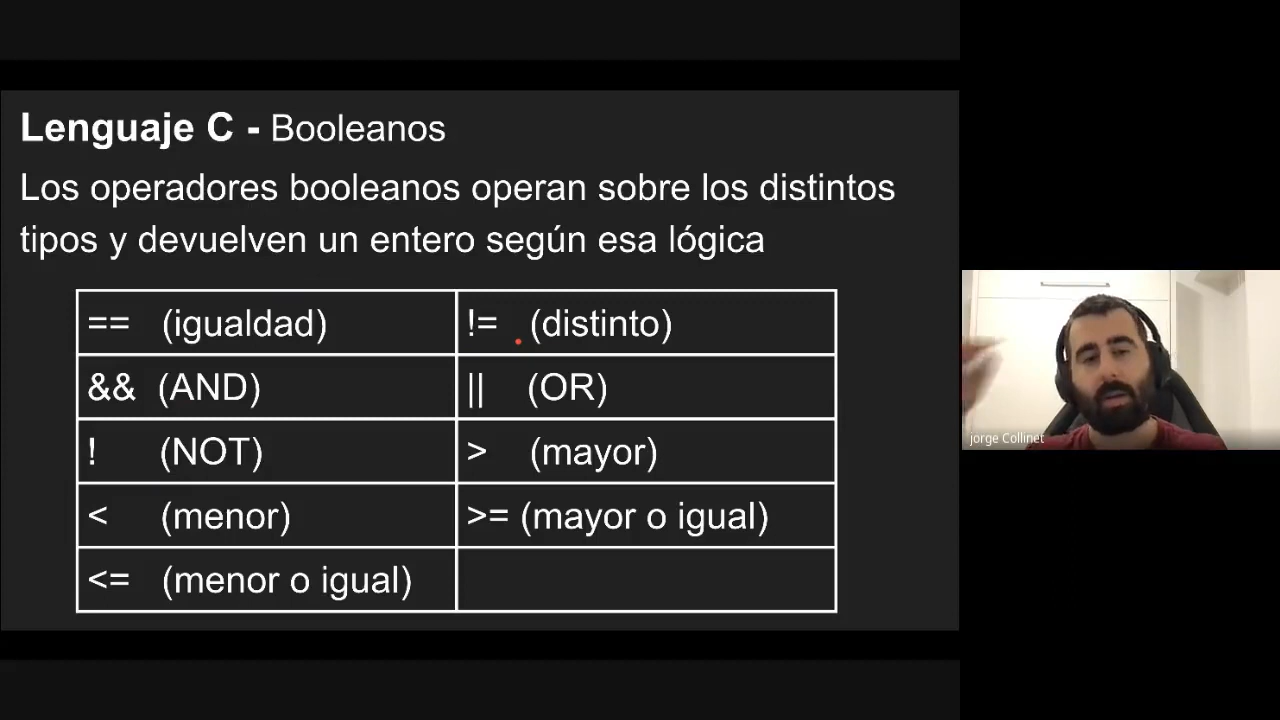 Lenguaje C - Booleanos
Los operadores booleanos operan sobre los distintos
tipos y devuelven un entero según esa lógica
== (igualdad) != (distinto)
&& (AND) || (OR)
! (NOT) > (mayor)
< (menor) >= (mayor o igual)
<= (menor o igual)
jorge Collinet